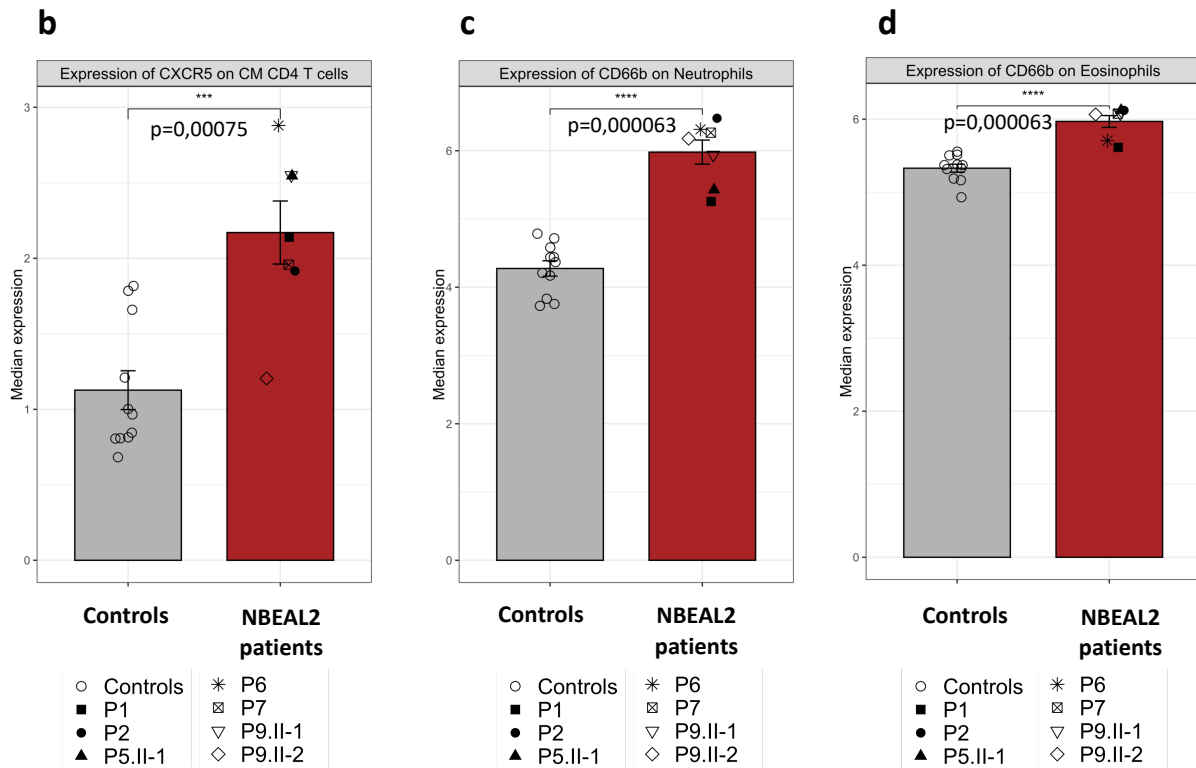 b
Expression of CXCR5 on CM CD4 T cells
***
p=0,00075
3
2
1
0
Median expression
Controls
NBEAL2
patients
Controls
P1
P2
P5.II-1
P6
P7
P9.II-1
P9.II-2
c
Expression of CD66b on Neutrophils
****
p=0,000063
6
4
2
0
Median expression
Controls
NBEAL2
patients
Controls
P1
P2
P5.II-1
P6
P7
P9.II-1
P9.II-2
d
Expression of CD66b on Eosinophils
****
p=0,000063
6
4
2
0
Median expression
Controls
NBEAL2
patients
Controls
P1
P2
P5.II-1
P6
P7
P9.II-1
P9.II-2